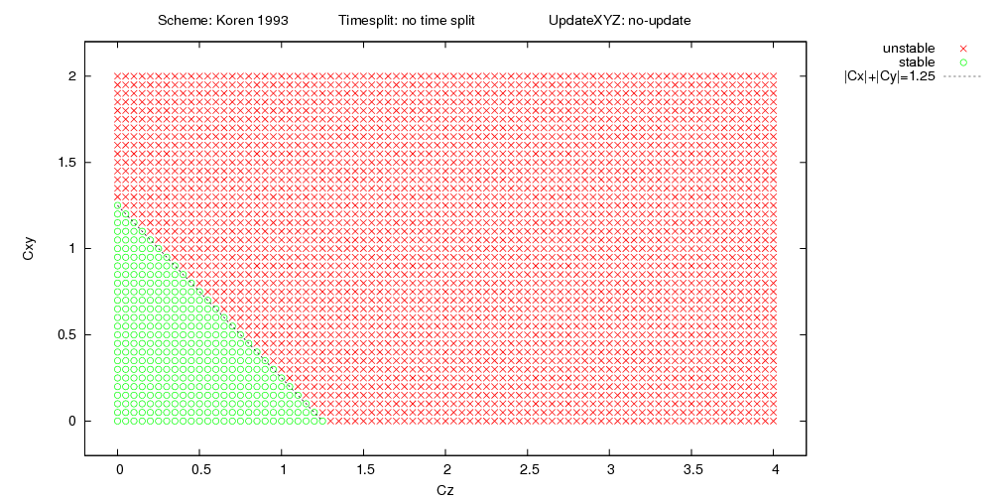 Scheme: Koren 1993 Timesplit: no time split UpdateXYZ: no-update
unstable
stable
|Cx|+|Cy|=1.25
2
1.5
1
0.5
0
Cxy
0 0.5 1 1.5 2 2.5 3 3.5 4
Cz